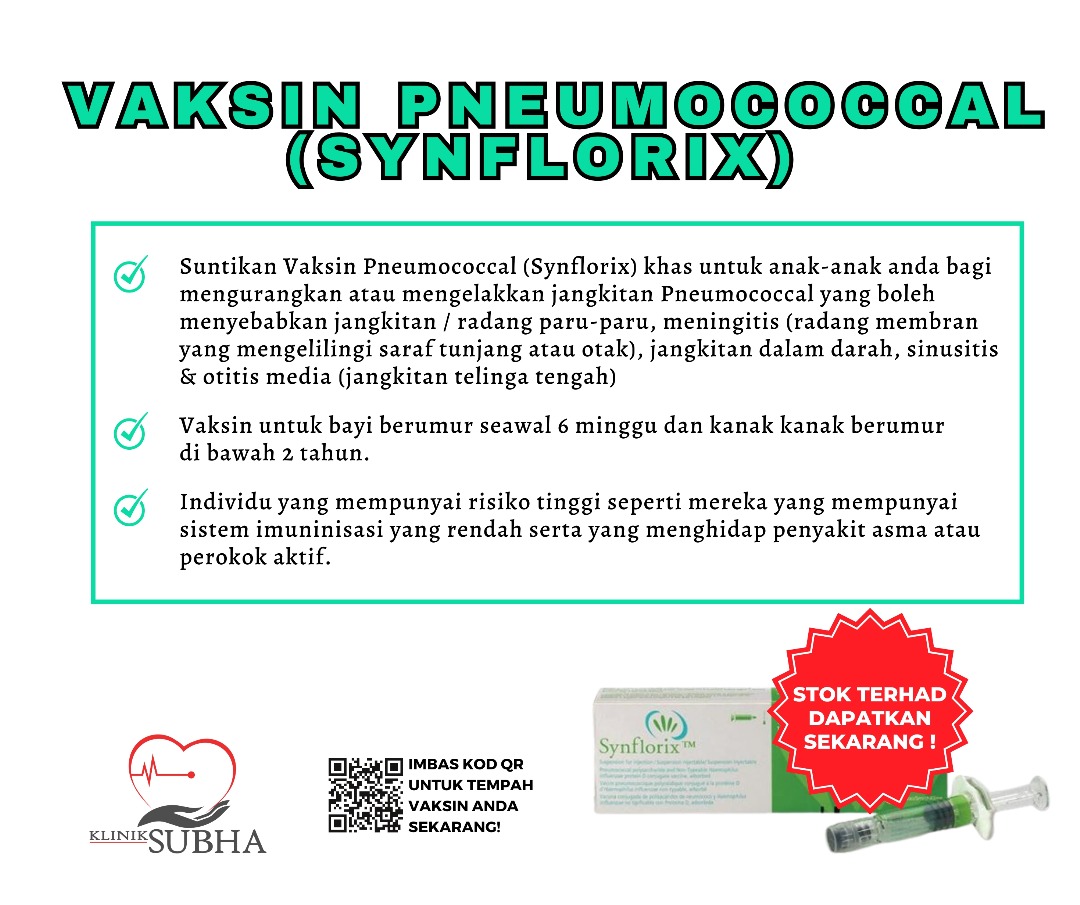 VAKSIN PNEUMOCOCCAL
(SYNFLORIX)
Suntikan Vaksin Pneumococcal (Synflorix) khas untuk anak-anak anda bagi
mengurangkan atau mengelakkan jangkitan Pneumococcal yang boleh
menyebabkan jangkitan / radang paru-paru, meningitis (radang membran
yang mengelilingi saraf tunjang atau otak), jangkitan dalam darah, sinusitis
& otitis media (jangkitan telinga tengah)
Vaksin untuk bayi berumur seawal 6 minggu dan kanak kanak berumur
di bawah 2 tahun.
Individu yang mempunyai risiko tinggi seperti mereka yang mempunyai
sistem imuninisasi yang rendah serta yang menghidap penyakit asma atau
perokok aktif.
KLINIK SUBHA
IMBAS KOD QR
UNTUK TEMPAH
VAKSIN ANDA
SEKARANG!
Synflorix™
STOK TERHAD
DAPATKAN
SEKARANG !